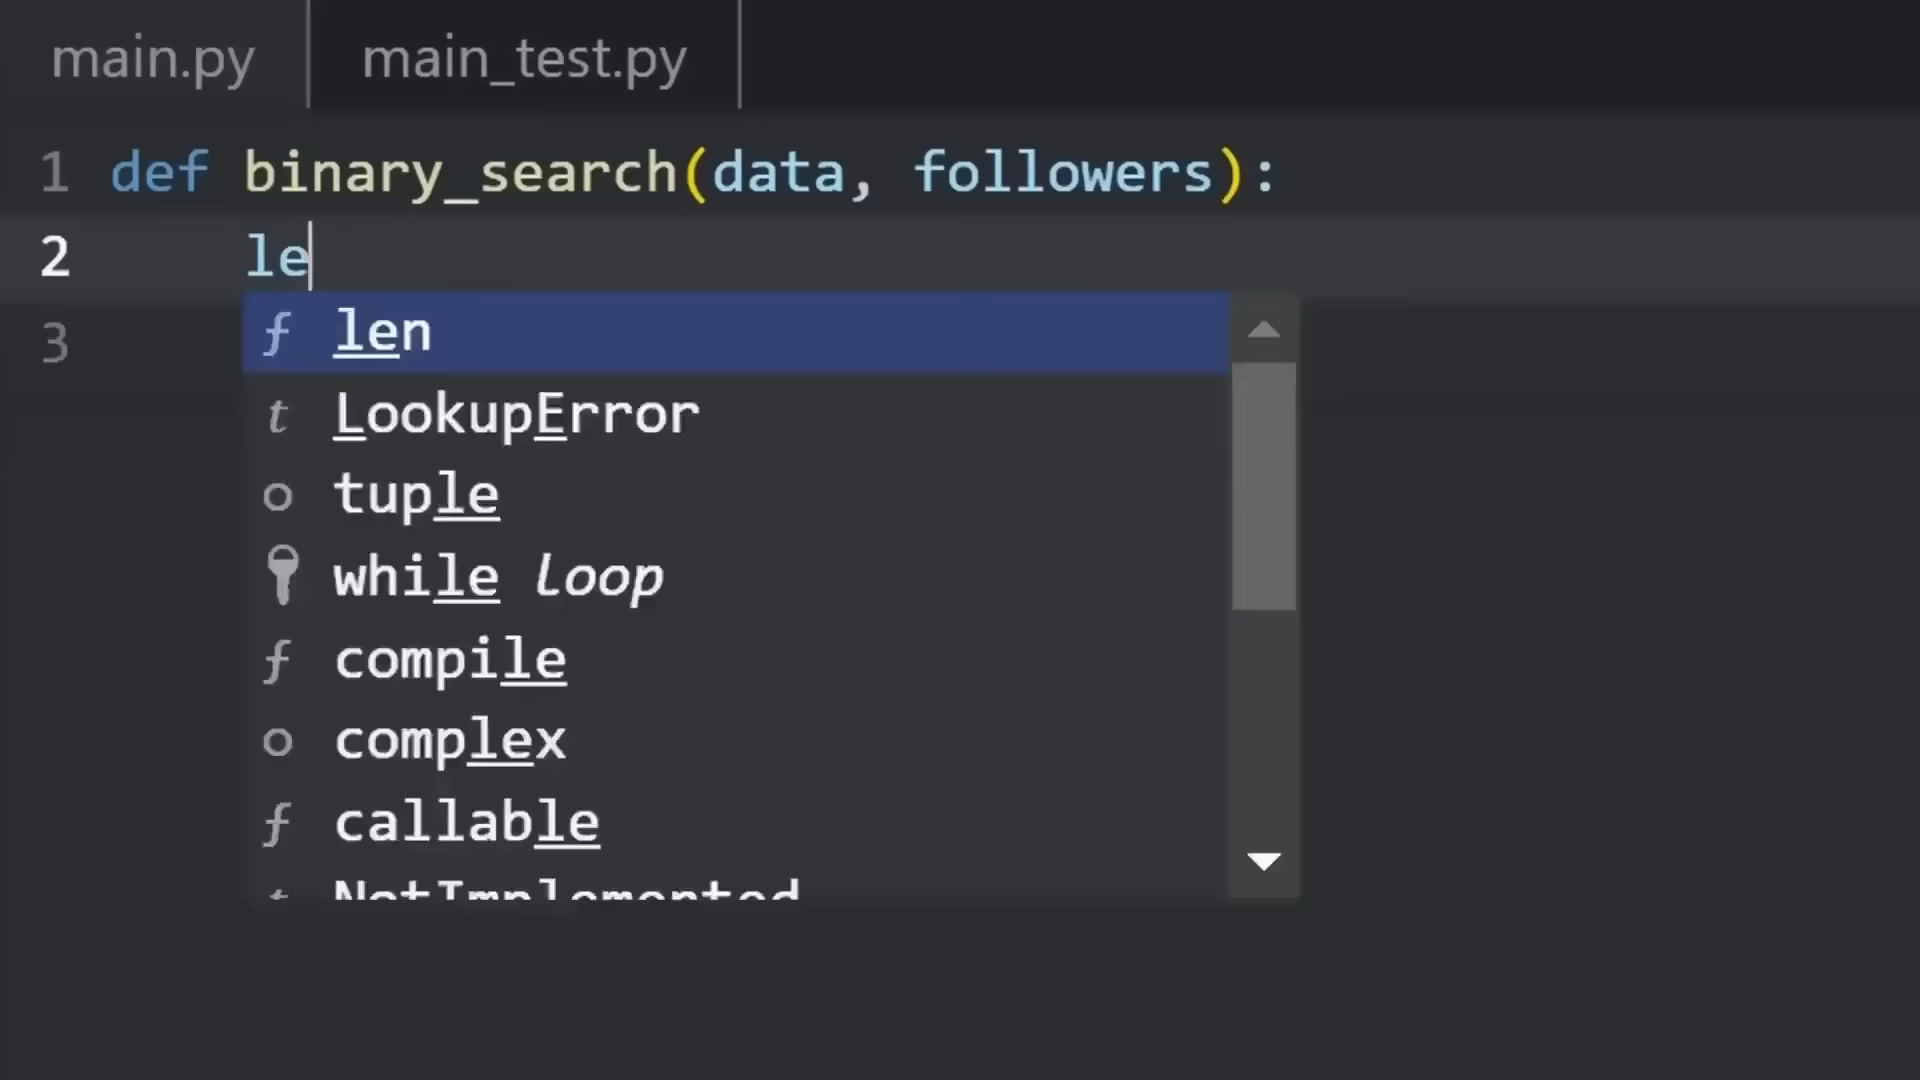 main.py main_test.py
1 def binary_search(data, followers):
2 le
3
f len
t LookupError
tuple
while loop
f compile
complex
f callable
t NotImplemented